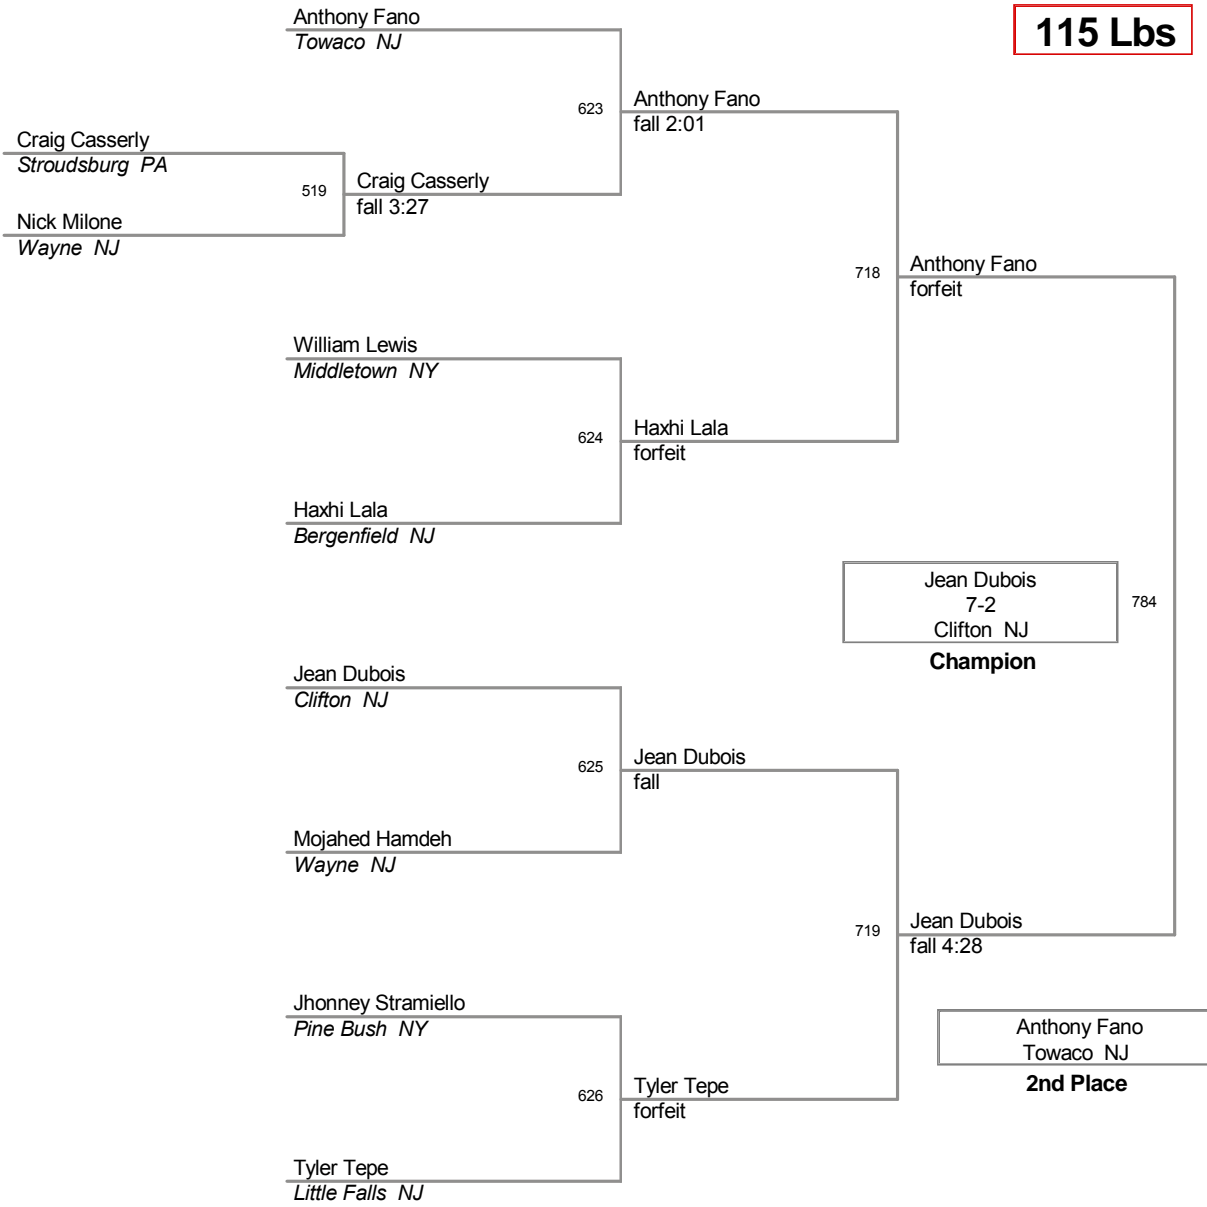 115 Lbs
Anthony Fano
Towaco NJ
623
Anthony Fano
fall 2:01
Craig Casserly
Stroudsburg PA
519
Craig Casserly
fall 3:27
Nick Milone
Wayne NJ
718
Anthony Fano
forfeit
William Lewis
Middletown NY
624
Haxhi Lala
forfeit
Haxhi Lala
Bergenfield NJ
Jean Dubois
7-2
Clifton NJ
Champion
784
Jean Dubois
Clifton NJ
625
Jean Dubois
fall
Mojahed Hamdeh
Wayne NJ
719
Jean Dubois
fall 4:28
Jhonney Stramiello
Pine Bush NY
626
Tyler Tepe
forfeit
Tyler Tepe
Little Falls NJ
Anthony Fano
Towaco NJ
2nd Place